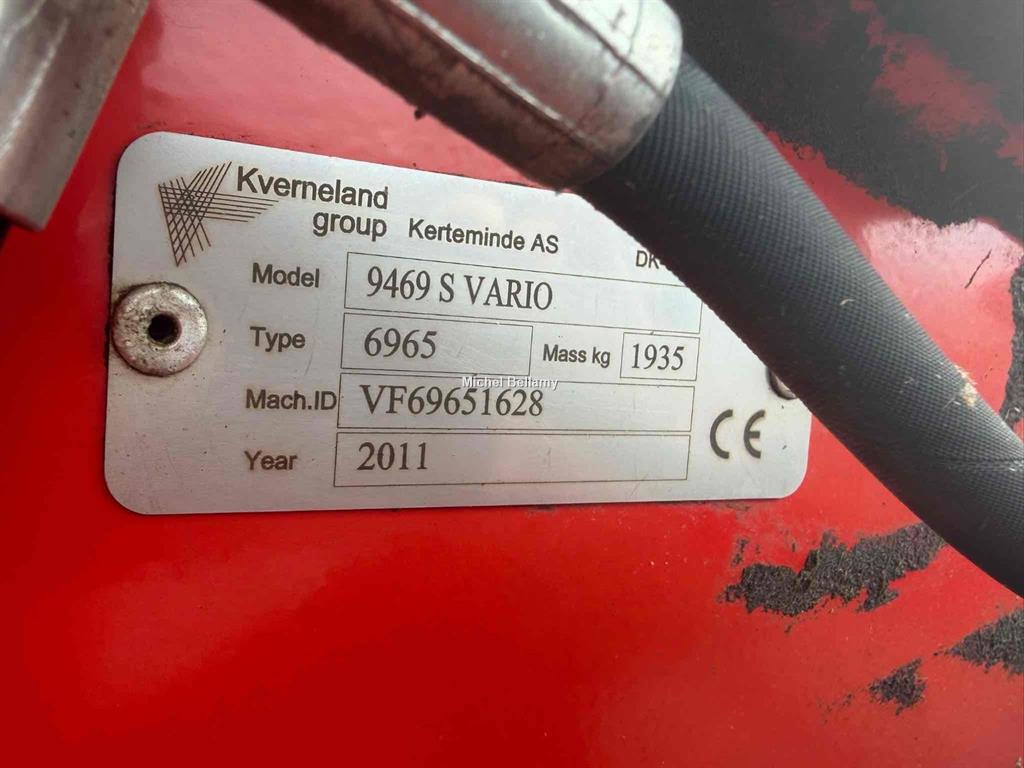 Kverneland
group Kerteminde AS DK
Model 9469 S VARIO
Type 6965 Mass kg 1935
Michel Bellamy
Mach.ID VF69651628
CE
Year 2011